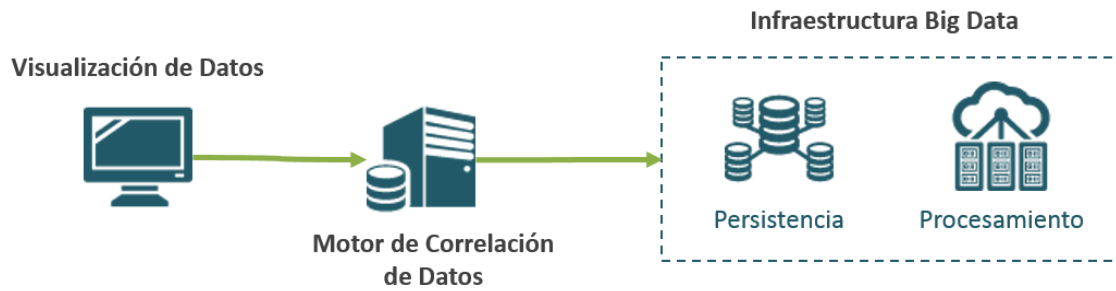 Infraestructura Big Data
Visualización de Datos
Motor de Correlación
de Datos
Persistencia
Procesamiento